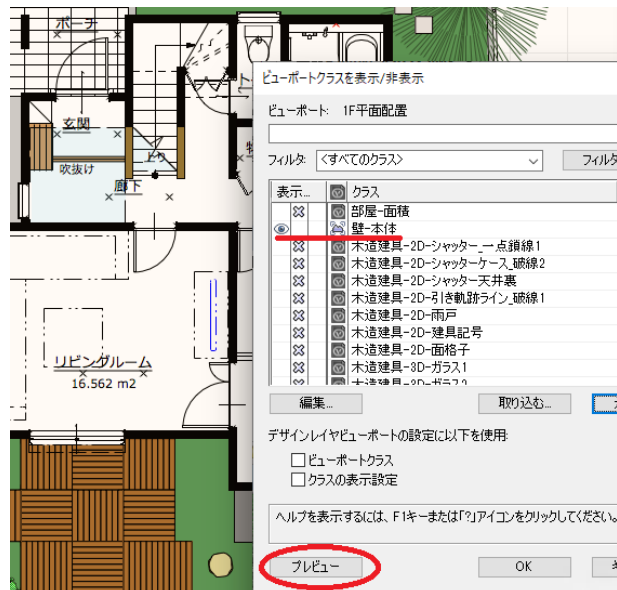 ポーチ
玄関
吹抜け
上り
廊下
リビングルーム
16.562 m2
ビューポートクラスを表示/非表示
ビューポート: 1F平面配置
フィルタ: <すべてのクラス>
フィルタ
表示... クラス
部屋-面積
壁-本体
木造建具-2D-シャッター_一点鎖線1
木造建具-2D-シャッターケース_破線2
木造建具-2D-シャッター天井裏
木造建具-2D-引き軌跡ライン_破線1
木造建具-2D-雨戸
木造建具-2D-建具記号
木造建具-2D-面格子
木造建具-3D-ガラス1
木造建具-3D-ガラス2
編集...
取り込む...
デザインレイヤビューポートの設定に以下を使用:
ビューポートクラス
クラスの表示設定
ヘルプを表示するには、F1キーまたは「?」アイコンをクリックしてください。
プレビュー
OK